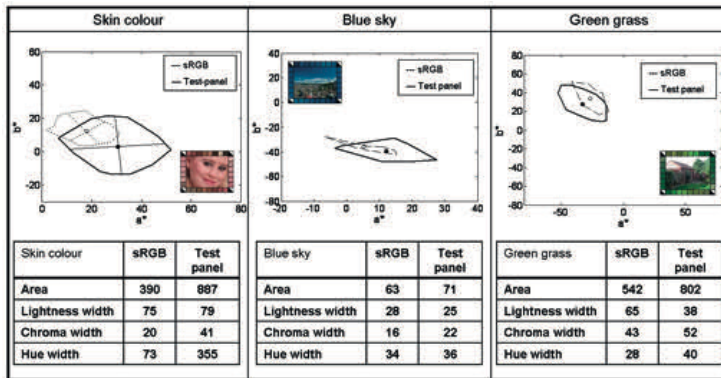 Skin colour
60
40
20
0
-20
0 20 40 60 80
b*
a*
sRGB
Test-panel
Skin colour sRGB Test panel
Area 390 887
Lightness width 75 79
Chroma width 20 41
Hue width 73 355
Blue sky
60
40
20
0
-20
-40
-60
-80
-20 -10 0 10 20 30 40
b*
a*
sRGB
Test panel
Blue sky sRGB Test panel
Area 63 71
Lightness width 28 25
Chroma width 16 22
Hue width 34 36
Green grass
80
60
40
20
0
-20
-40
-60
-80
-50 0 50
b*
a*
sRGB
Test panel
Green grass sRGB Test panel
Area 542 802
Lightness width 65 38
Chroma width 43 52
Hue width 28 40